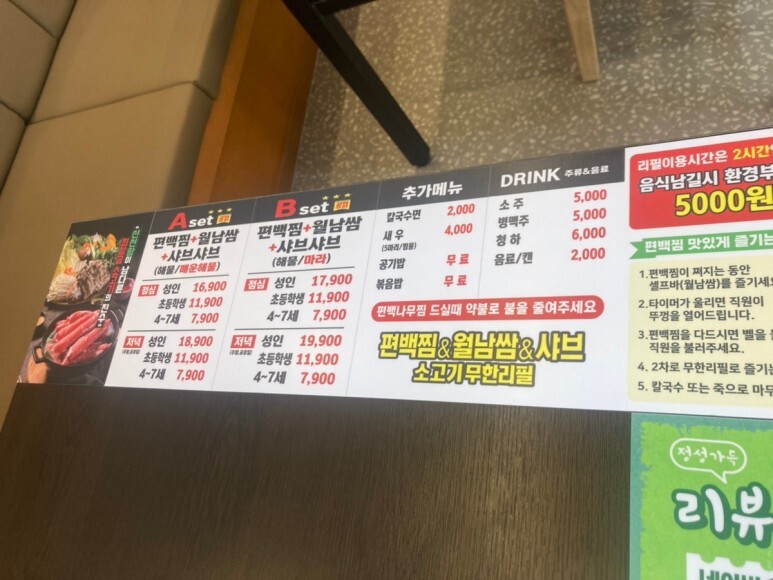 A set
편백찜+월남쌈
+샤브샤브
(해물/매운해물)
점심 성인 16,900
초등학생 11,900
4~7세 7,900
저녁 성인 18,900
초등학생 11,900
4~7세 7,900
B set
편백찜+월남쌈
+샤브샤브
(해물/마라)
점심 성인 17,900
초등학생 11,900
4~7세 7,900
저녁 성인 19,900
초등학생 11,900
4~7세 7,900
추가메뉴
칼국수면 2,000
새우 4,000
공기밥 무료
볶음밥 무료
DRINK 주류&음료
소주 5,000
병맥주 5,000
청하 6,000
음료/캔 2,000
편백나무찜 드실때 약불로 불을 줄여주세요
편백찜&월남쌈&샤브
소고기 무한리필
리필이용시간은 2시간
음식남길시 환경부
5000원
편백찜 맛있게 즐기는
1.편백찜이 쪄지는 동안
셀프바(월남쌈)를 즐기세요
2.타이머가 울리면 직원이
뚜껑을 열어드립니다.
3.편백찜을 다드시면 벨을
직원을 불러주세요.
4. 2차로 무한리필로 즐기는
5. 칼국수 또는 죽으로 마무
정성가득
리뷰